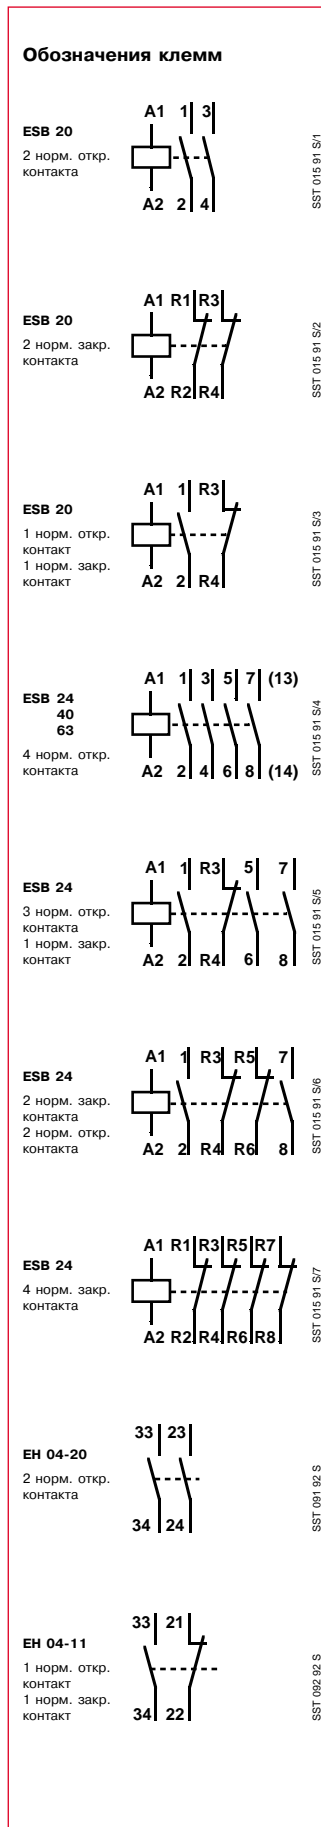 Обозначения клемм
ESB 20
2 норм. откр.
контакта
A1 1 3
A2 2 4
SST 015 91 S/1
ESB 20
2 норм. закр.
контакта
A1 R1 R3
A2 R2 R4
SST 015 91 S/2
ESB 20
1 норм. откр.
контакт
1 норм. закр.
контакт
A1 1 R3
A2 2 R4
SST 015 91 S/3
ESB 24
40
63
4 норм. откр.
контакта
A1 1 3 5 7 (13)
A2 2 4 6 8 (14)
SST 015 91 S/4
ESB 24
3 норм. откр.
контакта
1 норм. закр.
контакт
A1 1 R3 5 7
A2 2 R4 6 8
SST 015 91 S/5
ESB 24
2 норм. закр.
контакта
2 норм. откр.
контакта
A1 1 R3 R5 7
A2 2 R4 R6 8
SST 015 91 S/6
ESB 24
4 норм. закр.
контакта
A1 R1 R3 R5 R7
A2 R2 R4 R6 R8
SST 015 91 S/7
EH 04-20
2 норм. откр.
контакта
33 23
34 24
SST 091 92 S
EH 04-11
1 норм. откр.
контакт
1 норм. закр.
контакт
33 21
34 22
SST 092 92 S